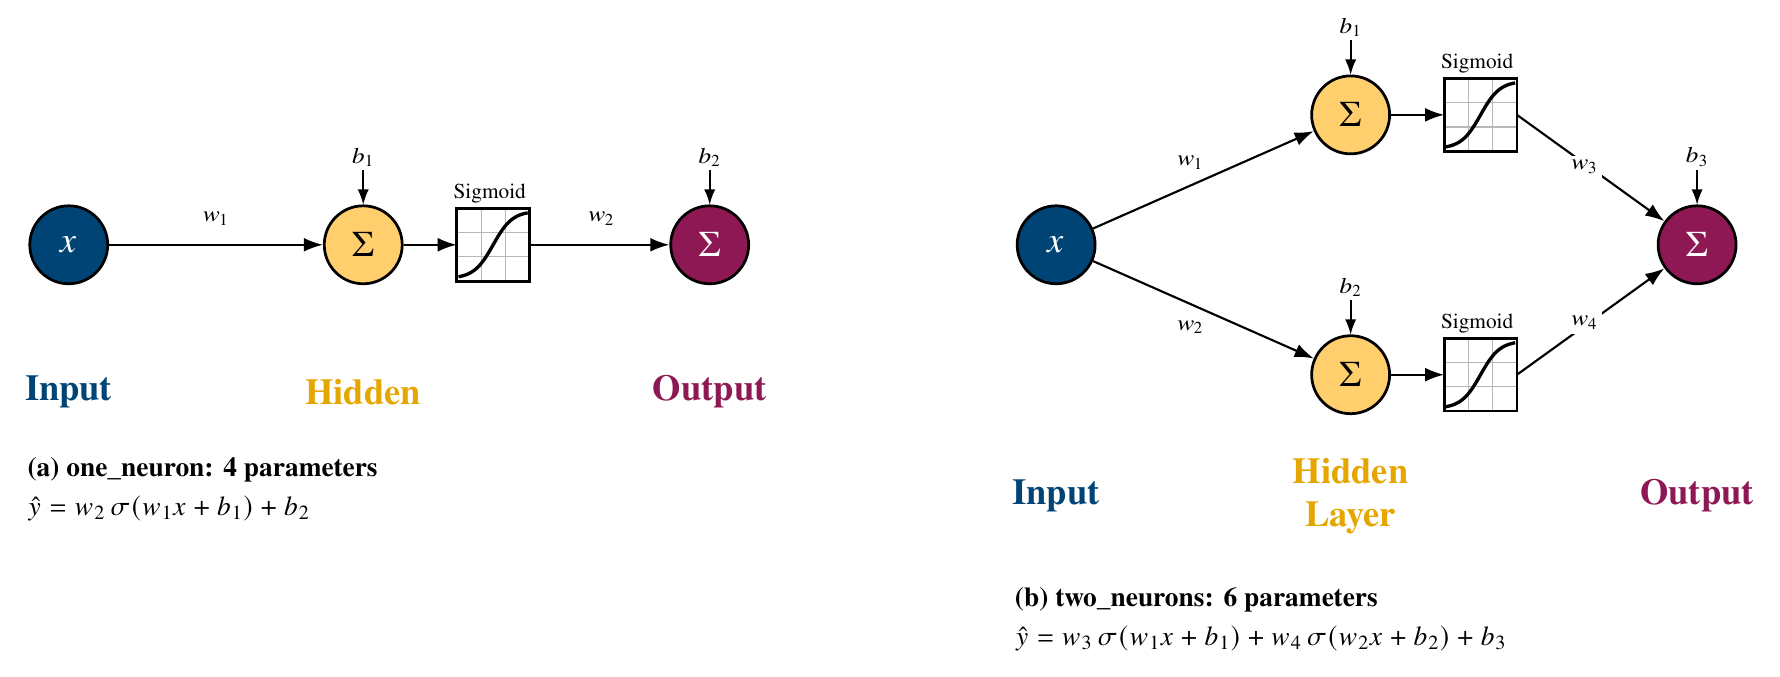 b₁
Sigmoid
Σ
w₁
w₃
b₁
b₂
b₃
Sigmoid
w₁
w₂
x
Σ
Σ
x
Σ
b₂
w₂
w₄
Sigmoid
Σ
Input
Hidden
Output
(a) one_neuron: 4 parameters
ŷ = w₂ σ(w₁x + b₁) + b₂
Input
Hidden
Layer
Output
(b) two_neurons: 6 parameters
ŷ = w₃ σ(w₁x + b₁) + w₄ σ(w₂x + b₂) + b₃